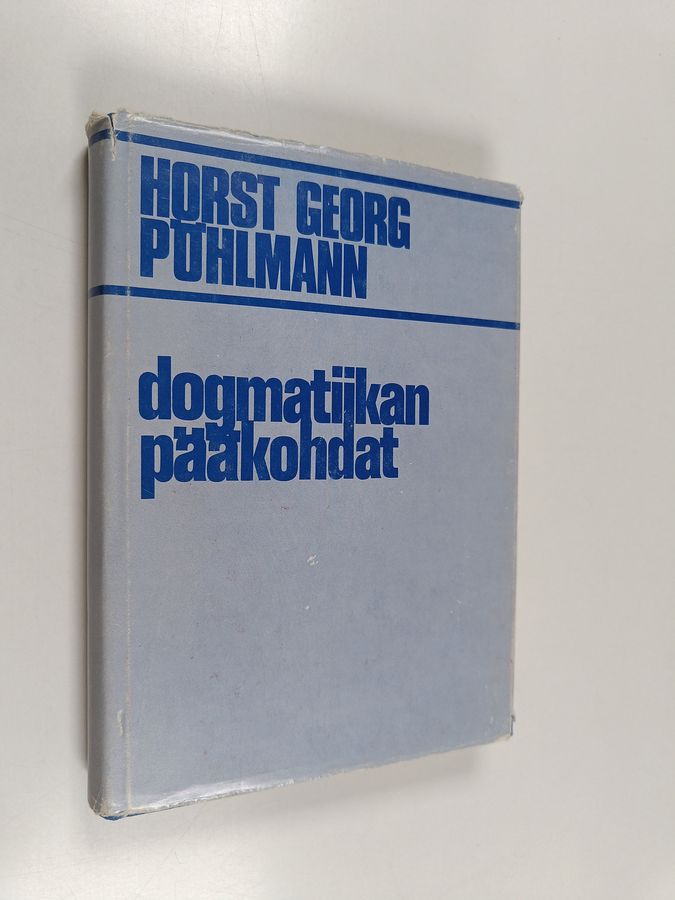 HORST GEORG
PÖHLMANN
dogmatiikan
pääkohdat